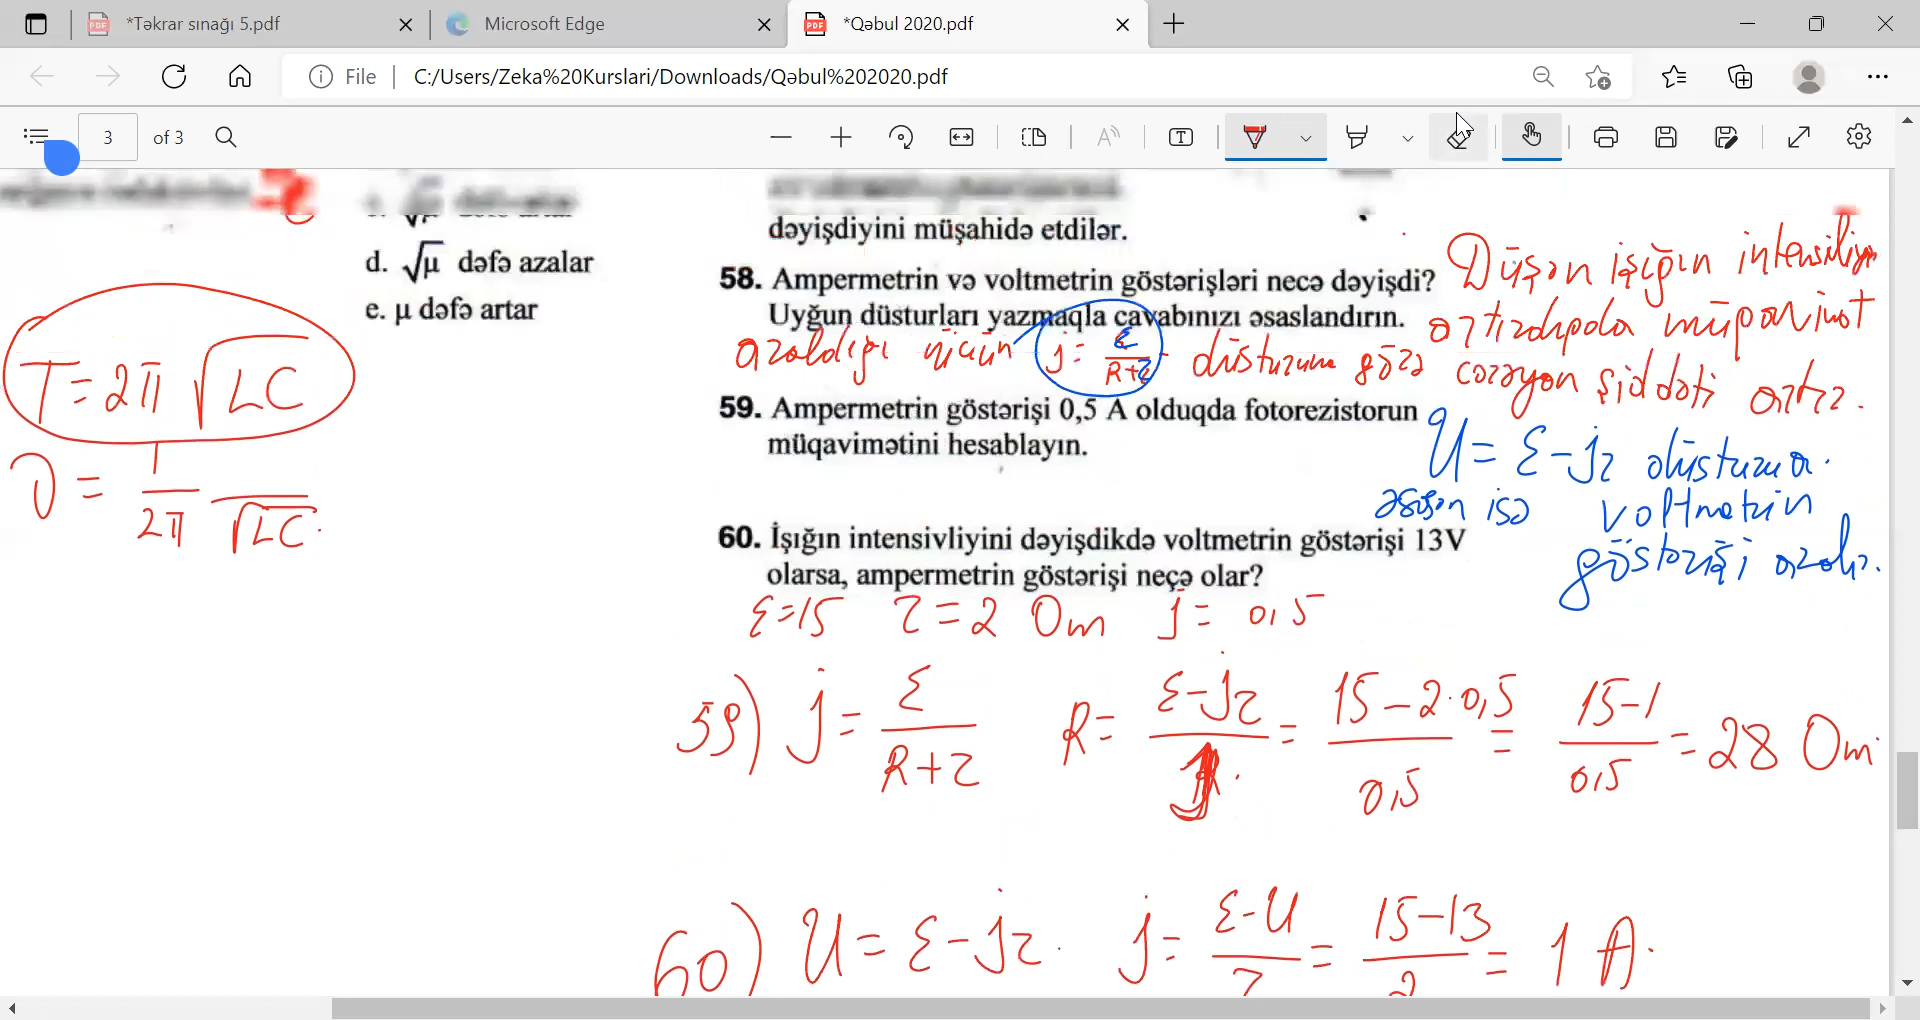 *Təkrar sınağı 5.pdf
Microsoft Edge
*Qəbul 2020.pdf
File
C:/Users/Zeka%20Kurslari/Downloads/Qəbul%202020.pdf
3 of 3
d. √μ dəfə azalar
e. μ dəfə artar
T = 2π √LC
ν = 1/2π √LC
dəyişdiyini müşahidə etdilər.
58. Ampermetrin və voltmetrin göstərişləri necə dəyişdi?
Uyğun düsturları yazmaqla cavabınızı əsaslandırın.
Düşən işığın intensivliyi
artırdıqda müqavimət
azaldığı üçün j = ε/R+r düsturuna görə cərəyan şiddəti artır.
59. Ampermetrin göstərişi 0,5 A olduqda fotorezistorun
müqavimətini hesablayın.
U = ε - jr düsturuna
əsasən isə voltmetrin
göstərişi azalır.
60. İşığın intensivliyini dəyişdikdə voltmetrin göstərişi 13V
olarsa, ampermetrin göstərişi neçə olar?
ε=15 r=2 Om j= 0,5
59) j = ε/R+r R = ε-jr/j = 15-2·0,5/0,5 = 15-1/0,5 = 28 Om
60) U = ε - jr. j = ε-U/r = 15-13/2 = 1 A.